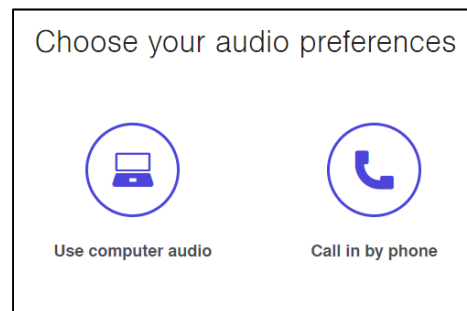 Choose your audio preferences
Use computer audio
Call in by phone